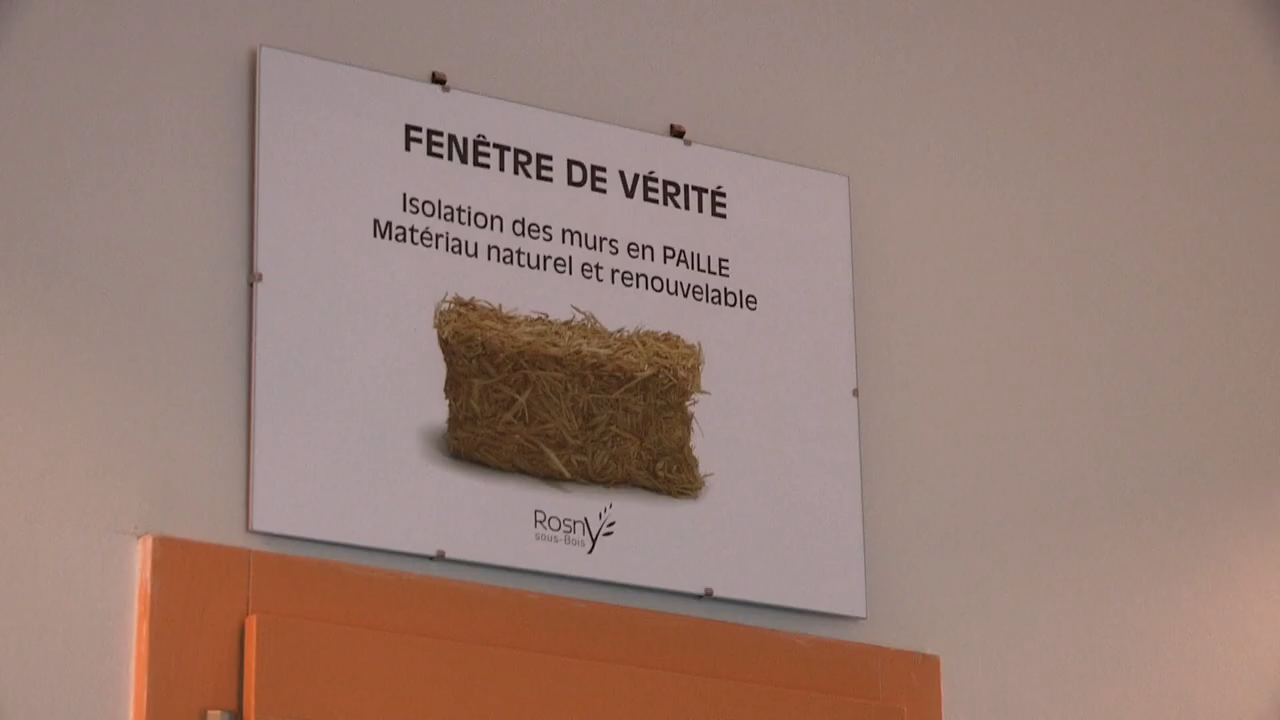 FENÊTRE DE VÉRITÉ
Isolation des murs en PAILLE
Matériau naturel et renouvelable
Rosny
sous-Bois